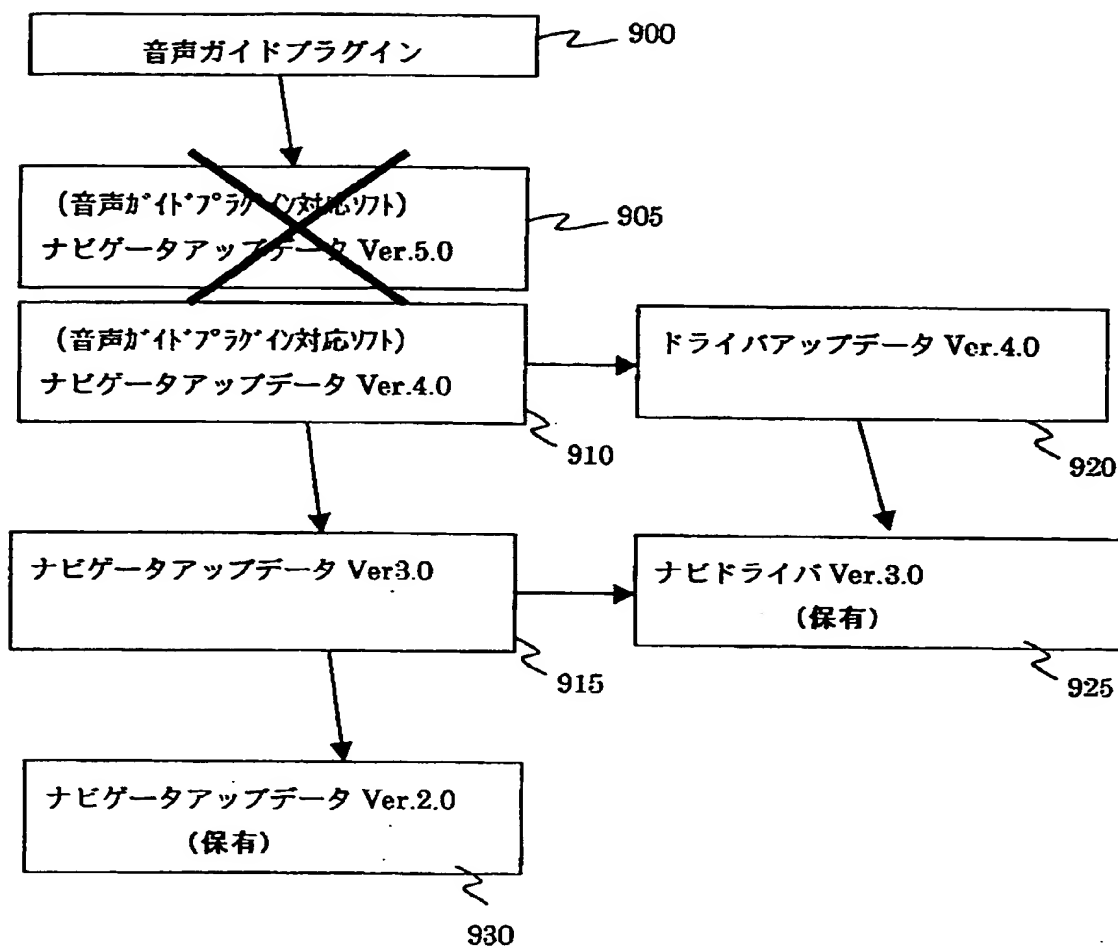 音声ガイドプラグイン
900
(音声ガイドプラグイン対応ソフト)
ナビゲータアップデータ Ver.5.0
905
(音声ガイドプラグイン対応ソフト)
ナビゲータアップデータ Ver.4.0
910
ドライバアップデータ Ver.4.0
920
ナビゲータアップデータ Ver3.0
915
ナビドライバ Ver.3.0
(保有)
925
ナビゲータアップデータ Ver.2.0
(保有)
930